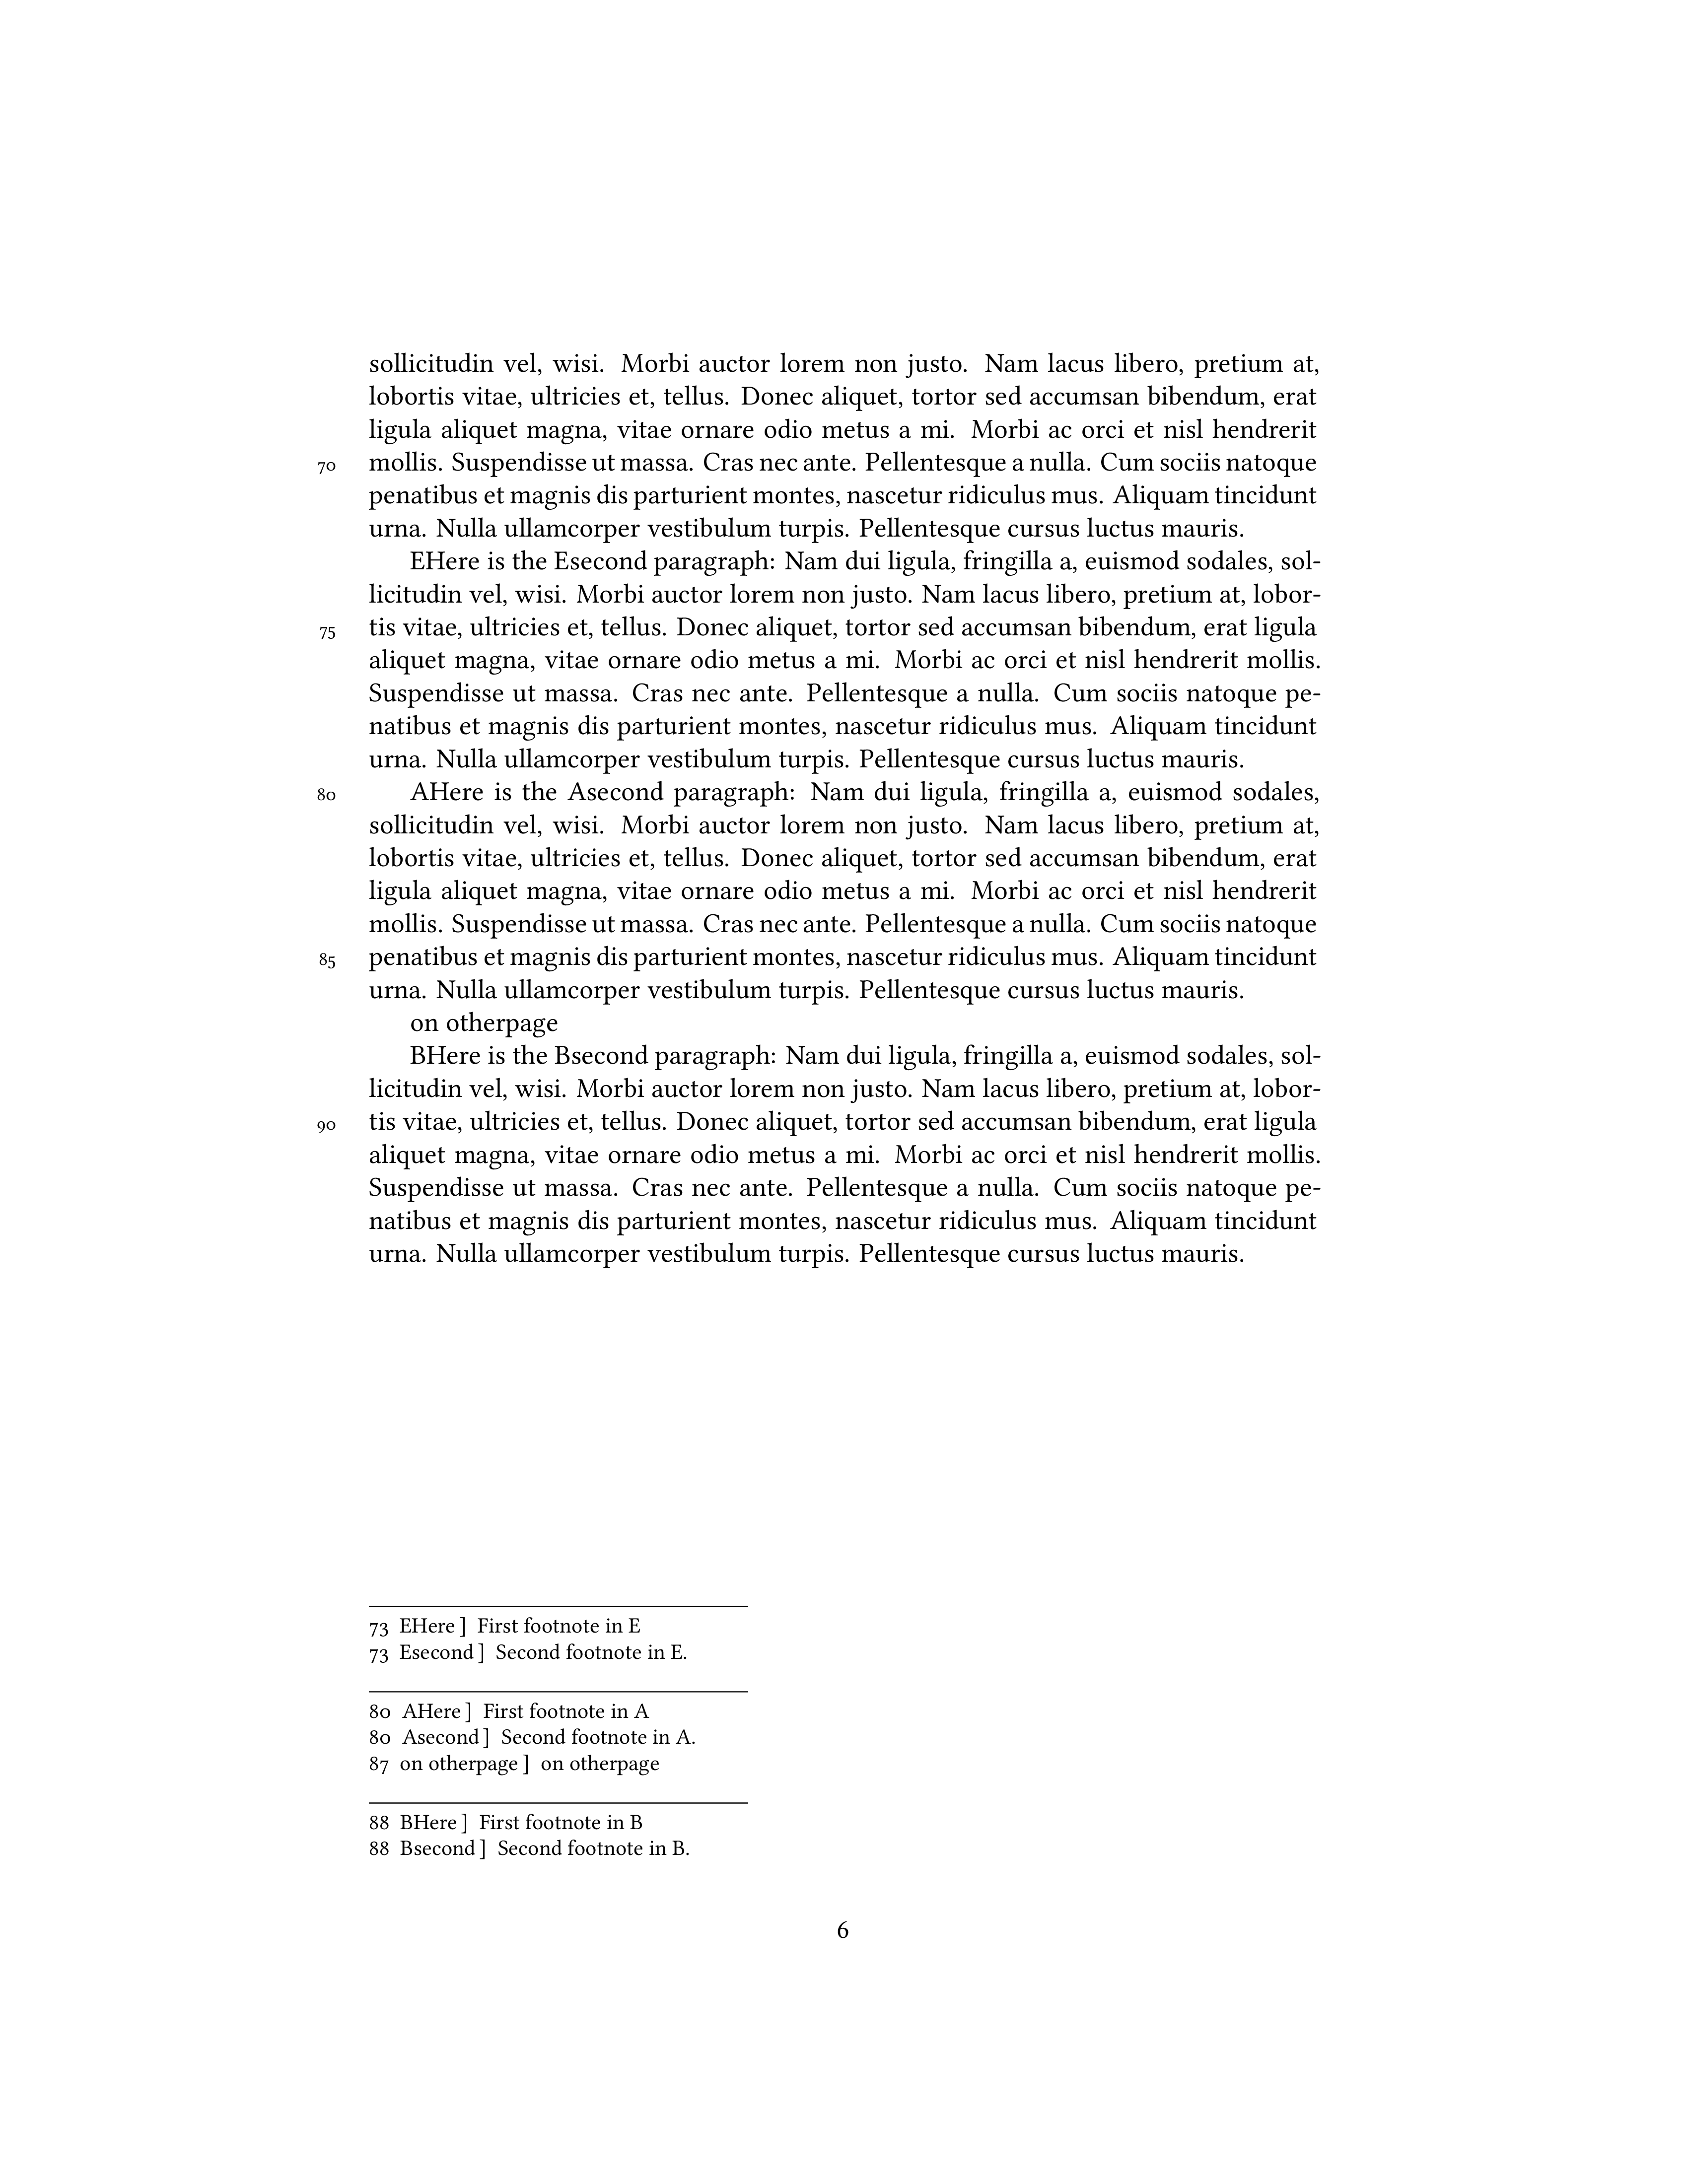 sollicitudin vel, wisi. Morbi auctor lorem non justo. Nam lacus libero, pretium at,
lobortis vitae, ultricies et, tellus. Donec aliquet, tortor sed accumsan bibendum, erat
ligula aliquet magna, vitae ornare odio metus a mi. Morbi ac orci et nisl hendrerit
70 mollis. Suspendisse ut massa. Cras nec ante. Pellentesque a nulla. Cum sociis natoque
penatibus et magnis dis parturient montes, nascetur ridiculus mus. Aliquam tincidunt
urna. Nulla ullamcorper vestibulum turpis. Pellentesque cursus luctus mauris.
EHere is the Esecond paragraph: Nam dui ligula, fringilla a, euismod sodales, sol-
licitudin vel, wisi. Morbi auctor lorem non justo. Nam lacus libero, pretium at, lobor-
75 tis vitae, ultricies et, tellus. Donec aliquet, tortor sed accumsan bibendum, erat ligula
aliquet magna, vitae ornare odio metus a mi. Morbi ac orci et nisl hendrerit mollis.
Suspendisse ut massa. Cras nec ante. Pellentesque a nulla. Cum sociis natoque pe-
natibus et magnis dis parturient montes, nascetur ridiculus mus. Aliquam tincidunt
urna. Nulla ullamcorper vestibulum turpis. Pellentesque cursus luctus mauris.
80 AHere is the Asecond paragraph: Nam dui ligula, fringilla a, euismod sodales,
sollicitudin vel, wisi. Morbi auctor lorem non justo. Nam lacus libero, pretium at,
lobortis vitae, ultricies et, tellus. Donec aliquet, tortor sed accumsan bibendum, erat
ligula aliquet magna, vitae ornare odio metus a mi. Morbi ac orci et nisl hendrerit
mollis. Suspendisse ut massa. Cras nec ante. Pellentesque a nulla. Cum sociis natoque
85 penatibus et magnis dis parturient montes, nascetur ridiculus mus. Aliquam tincidunt
urna. Nulla ullamcorper vestibulum turpis. Pellentesque cursus luctus mauris.
on otherpage
BHere is the Bsecond paragraph: Nam dui ligula, fringilla a, euismod sodales, sol-
licitudin vel, wisi. Morbi auctor lorem non justo. Nam lacus libero, pretium at, lobor-
90 tis vitae, ultricies et, tellus. Donec aliquet, tortor sed accumsan bibendum, erat ligula
aliquet magna, vitae ornare odio metus a mi. Morbi ac orci et nisl hendrerit mollis.
Suspendisse ut massa. Cras nec ante. Pellentesque a nulla. Cum sociis natoque pe-
natibus et magnis dis parturient montes, nascetur ridiculus mus. Aliquam tincidunt
urna. Nulla ullamcorper vestibulum turpis. Pellentesque cursus luctus mauris.
73 EHere ] First footnote in E
73 Esecond ] Second footnote in E.
80 AHere ] First footnote in A
80 Asecond ] Second footnote in A.
87 on otherpage ] on otherpage
88 BHere ] First footnote in B
88 Bsecond ] Second footnote in B.
6